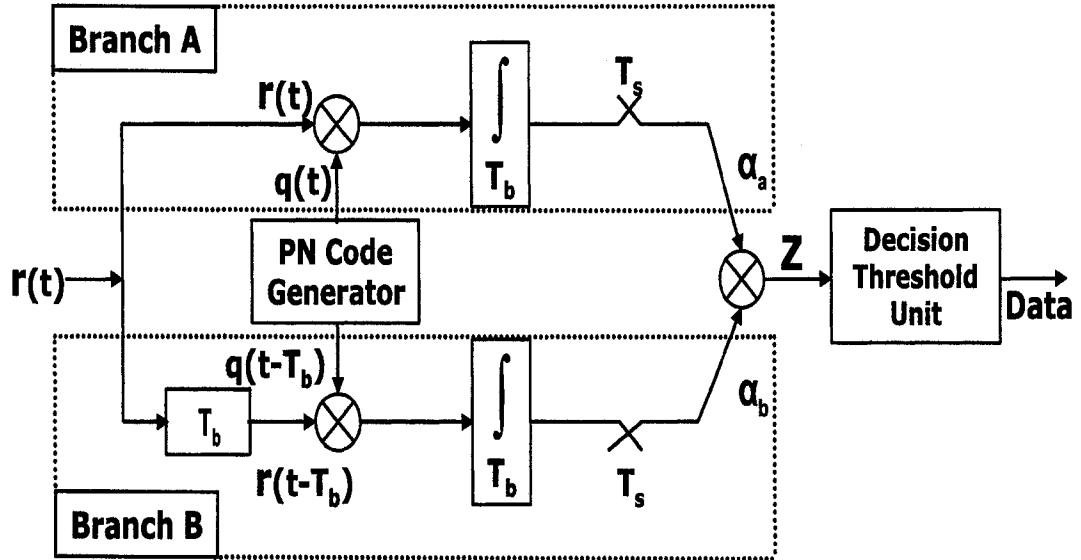 Branch A
r(t)
q(t)
∫
T_b
T_s
α_a
PN Code
Generator
r(t)
Z
Decision
Threshold
Unit
Data
q(t-T_b)
T_b
r(t-T_b)
∫
T_b
T_s
α_b
Branch B